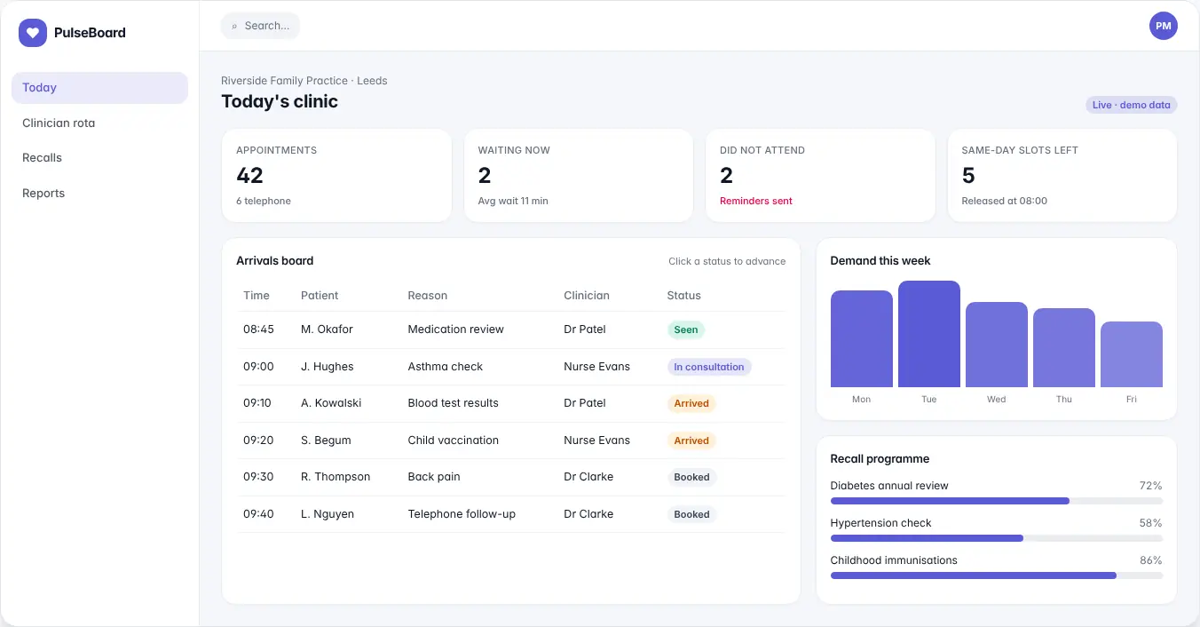 PulseBoard
Search...
PM
Today
Clinician rota
Recalls
Reports
Riverside Family Practice · Leeds
Today's clinic
Live · demo data
APPOINTMENTS
42
6 telephone
WAITING NOW
2
Avg wait 11 min
DID NOT ATTEND
2
Reminders sent
SAME-DAY SLOTS LEFT
5
Released at 08:00
Arrivals board
Click a status to advance
Time Patient Reason Clinician Status
08:45 M. Okafor Medication review Dr Patel Seen
09:00 J. Hughes Asthma check Nurse Evans In consultation
09:10 A. Kowalski Blood test results Dr Patel Arrived
09:20 S. Begum Child vaccination Nurse Evans Arrived
09:30 R. Thompson Back pain Dr Clarke Booked
09:40 L. Nguyen Telephone follow-up Dr Clarke Booked
Demand this week
Mon Tue Wed Thu Fri
Recall programme
Diabetes annual review 72%
Hypertension check 58%
Childhood immunisations 86%